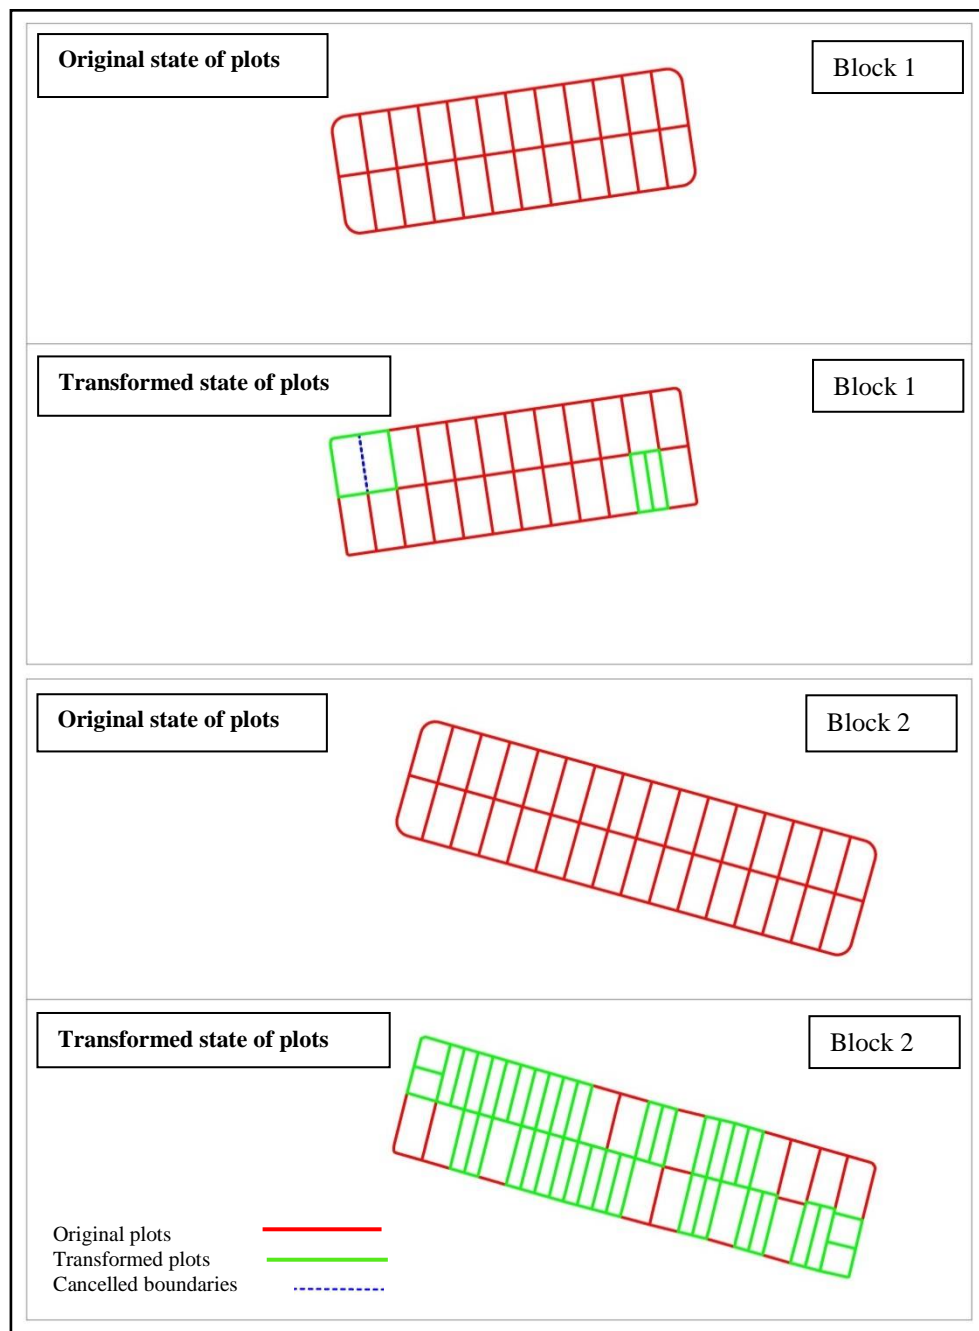 Original state of plots
Block 1
Transformed state of plots
Block 1
Original state of plots
Block 2
Transformed state of plots
Block 2
Original plots
Transformed plots
Cancelled boundaries